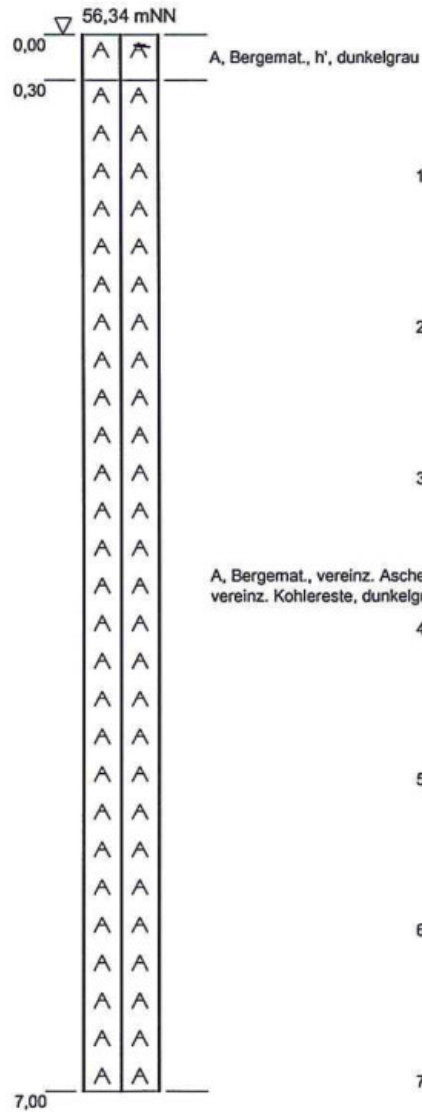 56,34 mNN
0,00
A A
A, Bergemat., h', dunkelgrau
0,30
A A
A A
A A
1
A A
A A
A A
A A
2
A A
A A
A A
A A
3
A A
A A
A A
A, Bergemat., vereinz. Asche
vereinz. Kohlereste, dunkelgr
A A
4
A A
A A
A A
A A
5
A A
A A
A A
A A
6
A A
A A
A A
7
A A
7,00